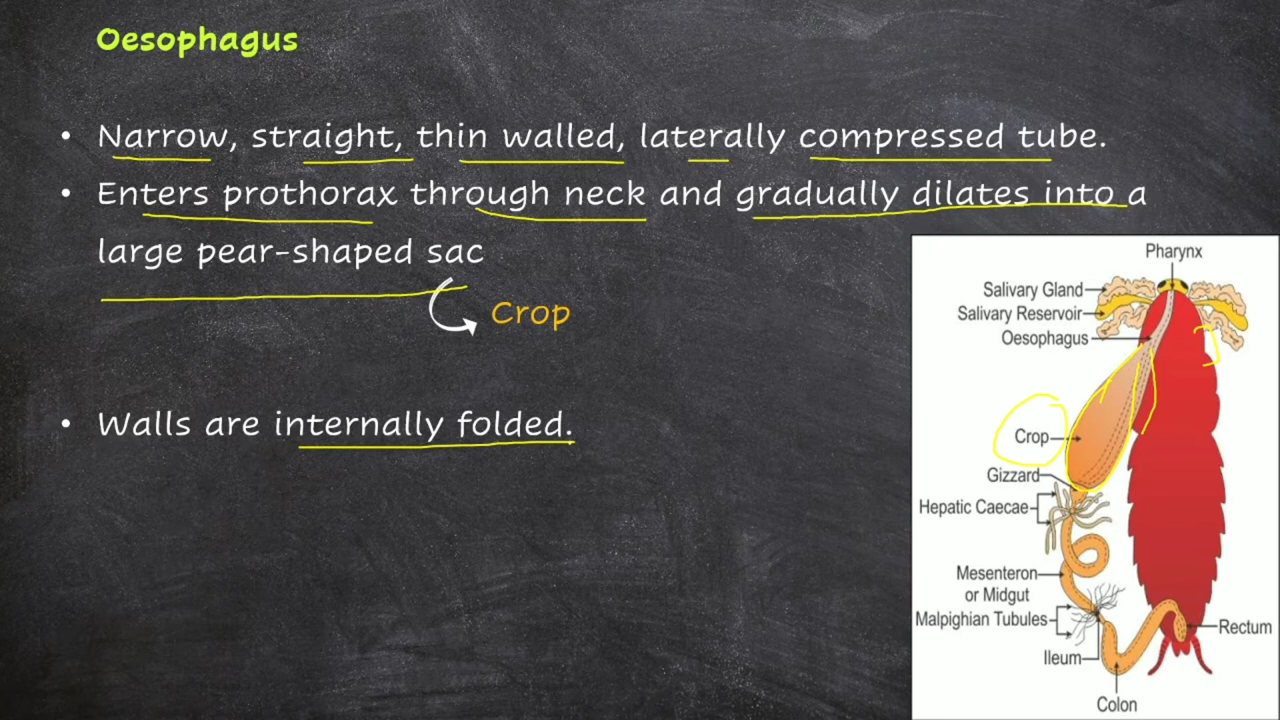 Oesophagus
• Narrow, straight, thin walled, laterally compressed tube.
• Enters prothorax through neck and gradually dilates into a
large pear-shaped sac
Crop
• Walls are internally folded.
Pharynx
Salivary Gland
Salivary Reservoir
Oesophagus
Crop
Gizzard
Hepatic Caecae
Mesenteron
or Midgut
Malpighian Tubules
Rectum
Ileum
Colon